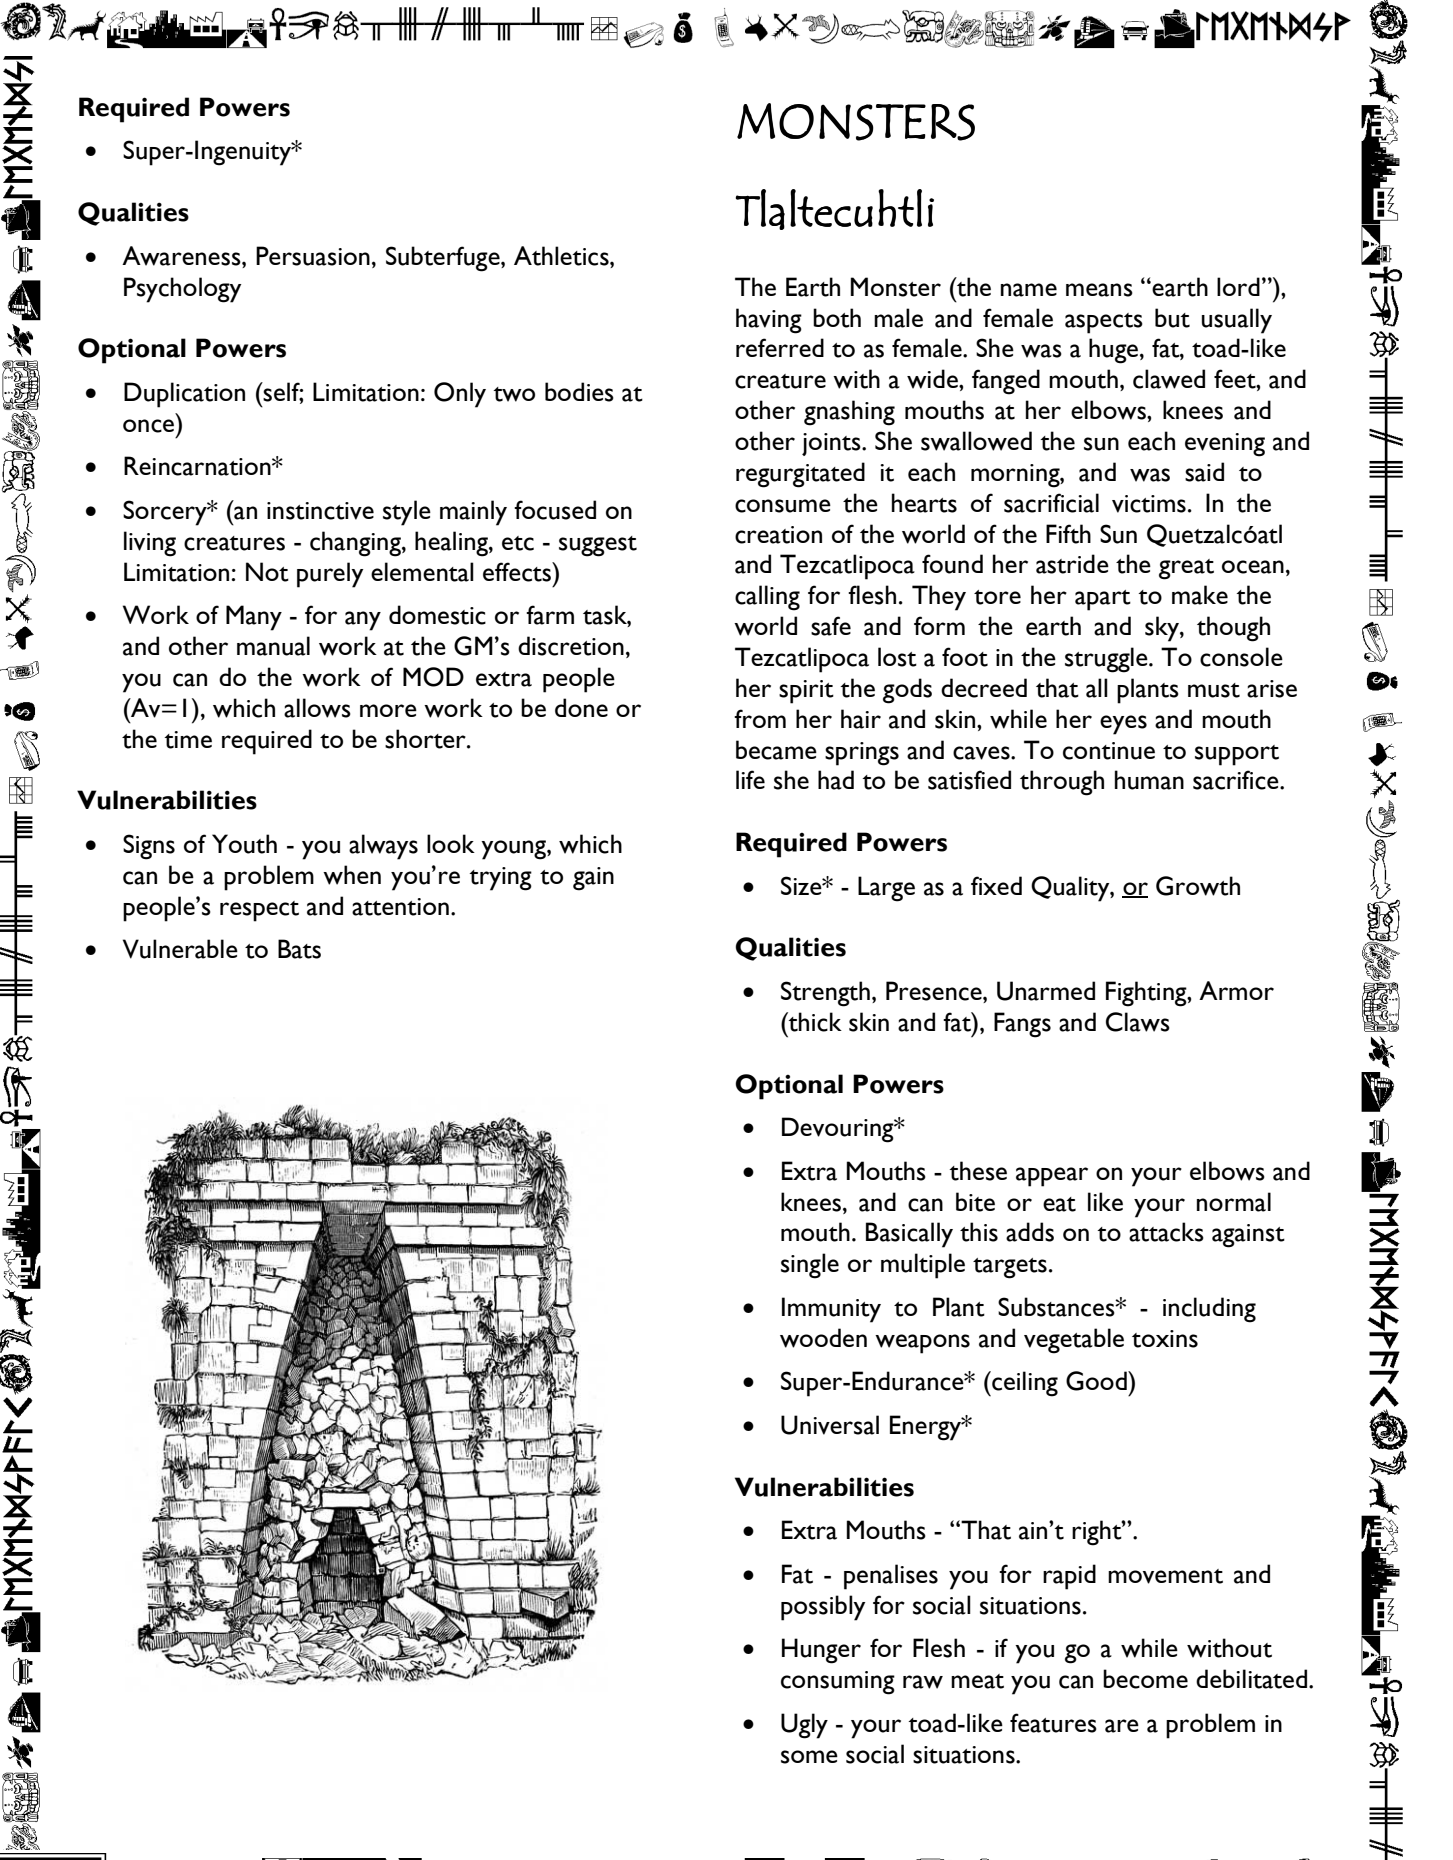 Required Powers
• Super-Ingenuity*
Qualities
• Awareness, Persuasion, Subterfuge, Athletics,
Psychology
Optional Powers
• Duplication (self; Limitation: Only two bodies at
once)
• Reincarnation*
• Sorcery* (an instinctive style mainly focused on
living creatures - changing, healing, etc - suggest
Limitation: Not purely elemental effects)
• Work of Many - for any domestic or farm task,
and other manual work at the GM's discretion,
you can do the work of MOD extra people
(Av=1), which allows more work to be done or
the time required to be shorter.
Vulnerabilities
• Signs of Youth - you always look young, which
can be a problem when you're trying to gain
people's respect and attention.
• Vulnerable to Bats
MONSTERS
Tlaltecuhtli
The Earth Monster (the name means “earth lord”),
having both male and female aspects but usually
referred to as female. She was a huge, fat, toad-like
creature with a wide, fanged mouth, clawed feet, and
other gnashing mouths at her elbows, knees and
other joints. She swallowed the sun each evening and
regurgitated it each morning, and was said to
consume the hearts of sacrificial victims. In the
creation of the world of the Fifth Sun Quetzalcóatl
and Tezcatlipoca found her astride the great ocean,
calling for flesh. They tore her apart to make the
world safe and form the earth and sky, though
Tezcatlipoca lost a foot in the struggle. To console
her spirit the gods decreed that all plants must arise
from her hair and skin, while her eyes and mouth
became springs and caves. To continue to support
life she had to be satisfied through human sacrifice.
Required Powers
• Size* - Large as a fixed Quality, or Growth
Qualities
• Strength, Presence, Unarmed Fighting, Armor
(thick skin and fat), Fangs and Claws
Optional Powers
• Devouring*
• Extra Mouths - these appear on your elbows and
knees, and can bite or eat like your normal
mouth. Basically this adds on to attacks against
single or multiple targets.
• Immunity to Plant Substances* - including
wooden weapons and vegetable toxins
• Super-Endurance* (ceiling Good)
• Universal Energy*
Vulnerabilities
• Extra Mouths - “That ain't right”.
• Fat - penalises you for rapid movement and
possibly for social situations.
• Hunger for Flesh - if you go a while without
consuming raw meat you can become debilitated.
• Ugly - your toad-like features are a problem in
some social situations.